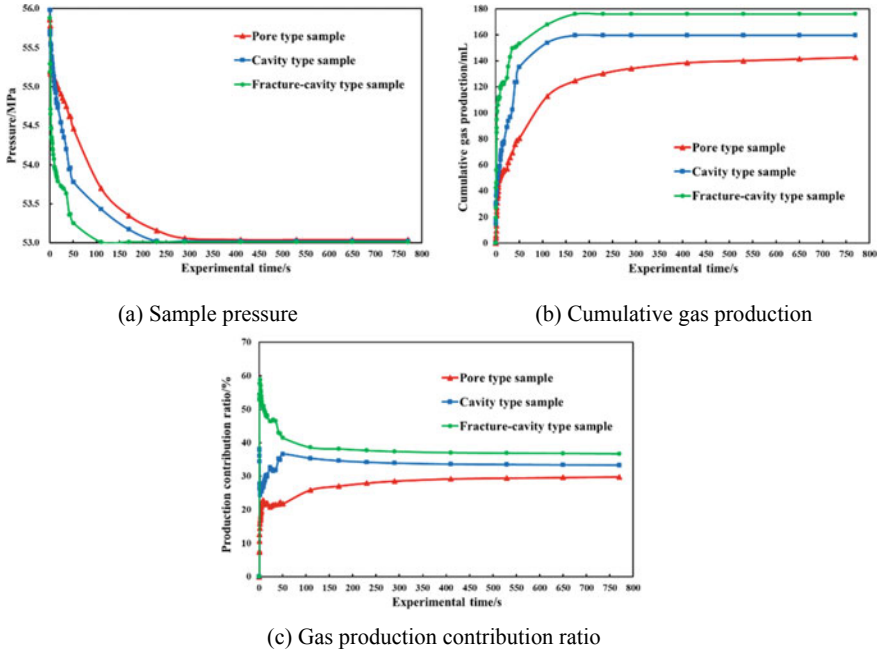 56.0
55.5
55.0
54.5
54.0
53.5
53.0
Pressure/MPa
Pore type sample
Cavity type sample
Fracture-cavity type sample
0 50 100 150 200 250 300 350 400 450 500 550 600 650 700 750 800
Experimental time/s
(a) Sample pressure
180
160
140
120
100
80
60
40
20
0
Cumulative gas production/mL
Pore type sample
Cavity type sample
Fracture-cavity type sample
0 50 100 150 200 250 300 350 400 450 500 550 600 650 700 750 800
Experimental time/s
(b) Cumulative gas production
70
60
50
40
30
20
10
0
Production contribution ratio/%
Pore type sample
Cavity type sample
Fracture-cavity type sample
0 50 100 150 200 250 300 350 400 450 500 550 600 650 700 750 800
Experimental time/s
(c) Gas production contribution ratio